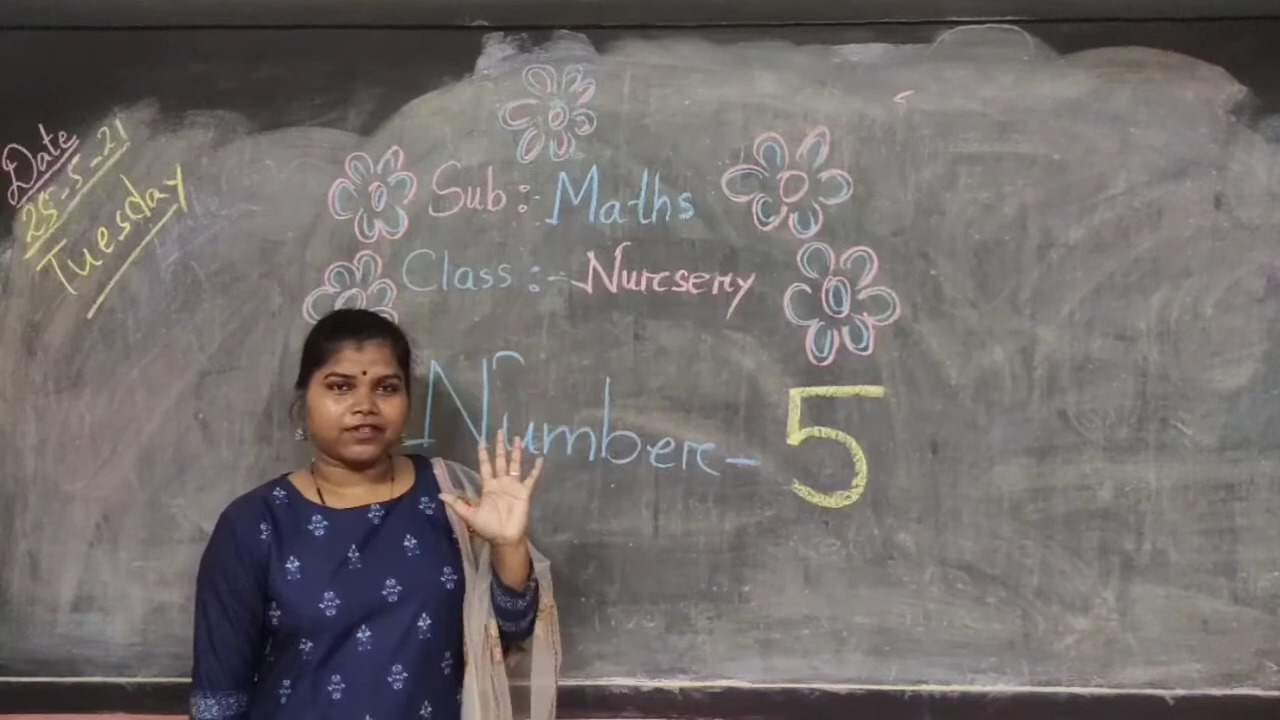 Date
25-5-21
Tuesday
Sub:- Maths
Class:- Nursery
Number- 5